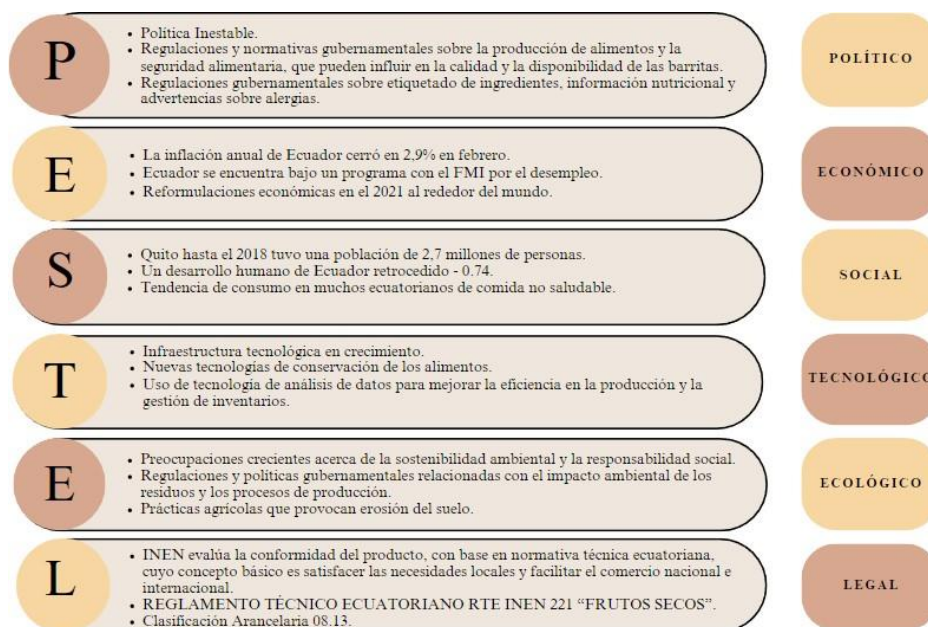 P
• Política Inestable.
• Regulaciones y normativas gubernamentales sobre la producción de alimentos y la
seguridad alimentaria, que pueden influir en la calidad y la disponibilidad de las barritas.
• Regulaciones gubernamentales sobre etiquetado de ingredientes, información nutricional y
advertencias sobre alergias.
POLÍTICO
E
• La inflación anual de Ecuador cerró en 2,9% en febrero.
• Ecuador se encuentra bajo un programa con el FMI por el desempleo.
• Reformulaciones económicas en el 2021 al rededor del mundo.
ECONÓMICO
S
• Quito hasta el 2018 tuvo una población de 2,7 millones de personas.
• Un desarrollo humano de Ecuador retrocedido - 0.74.
• Tendencia de consumo en muchos ecuatorianos de comida no saludable.
SOCIAL
T
• Infraestructura tecnológica en crecimiento.
• Nuevas tecnologías de conservación de los alimentos.
• Uso de tecnología de análisis de datos para mejorar la eficiencia en la producción y la
gestión de inventarios.
TECNOLÓGICO
E
• Preocupaciones crecientes acerca de la sostenibilidad ambiental y la responsabilidad social.
• Regulaciones y políticas gubernamentales relacionadas con el impacto ambiental de los
residuos y los procesos de producción.
• Prácticas agrícolas que provocan erosión del suelo.
ECOLÓGICO
L
• INEN evalúa la conformidad del producto, con base en normativa técnica ecuatoriana,
cuyo concepto básico es satisfacer las necesidades locales y facilitar el comercio nacional e
internacional.
• REGLAMENTO TÉCNICO ECUATORIANO RTE INEN 221 “FRUTOS SECOS”.
• Clasificación Arancelaria 08.13.
LEGAL